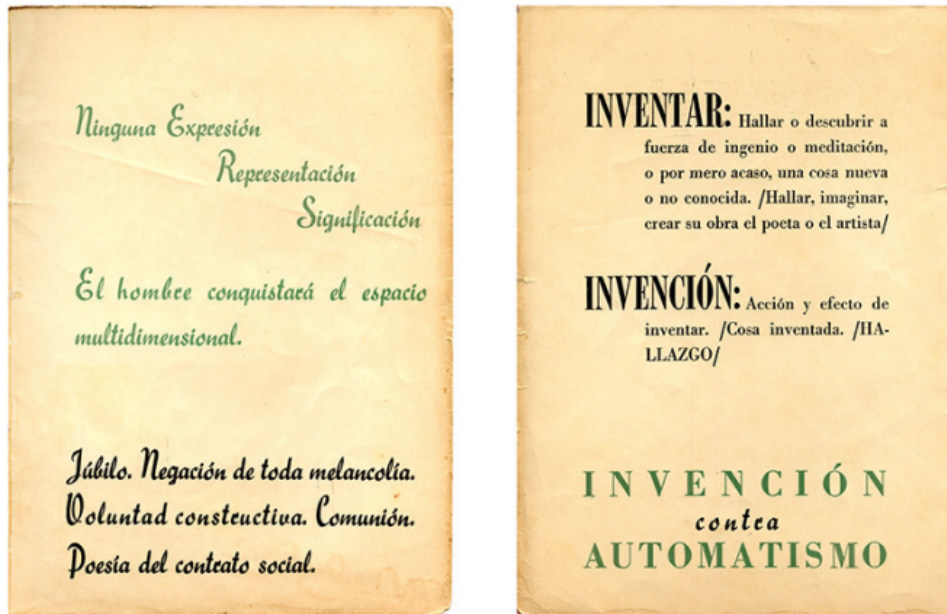 Ninguna Expresión
Representación
Significación
El hombre conquistará el espacio
multidimensional.
Júbilo. Negación de toda melancolía.
Voluntad constructiva. Comunión.
Poesía del contrato social.
INVENTAR: Hallar o descubrir a
fuerza de ingenio o meditación,
o por mero acaso, una cosa nueva
o no conocida. /Hallar, imaginar,
crear su obra el poeta o el artista/
INVENCIÓN: Acción y efecto de
inventar. /Cosa inventada. /HA-
LLAZGO/
INVENCIÓN
contra
AUTOMATISMO